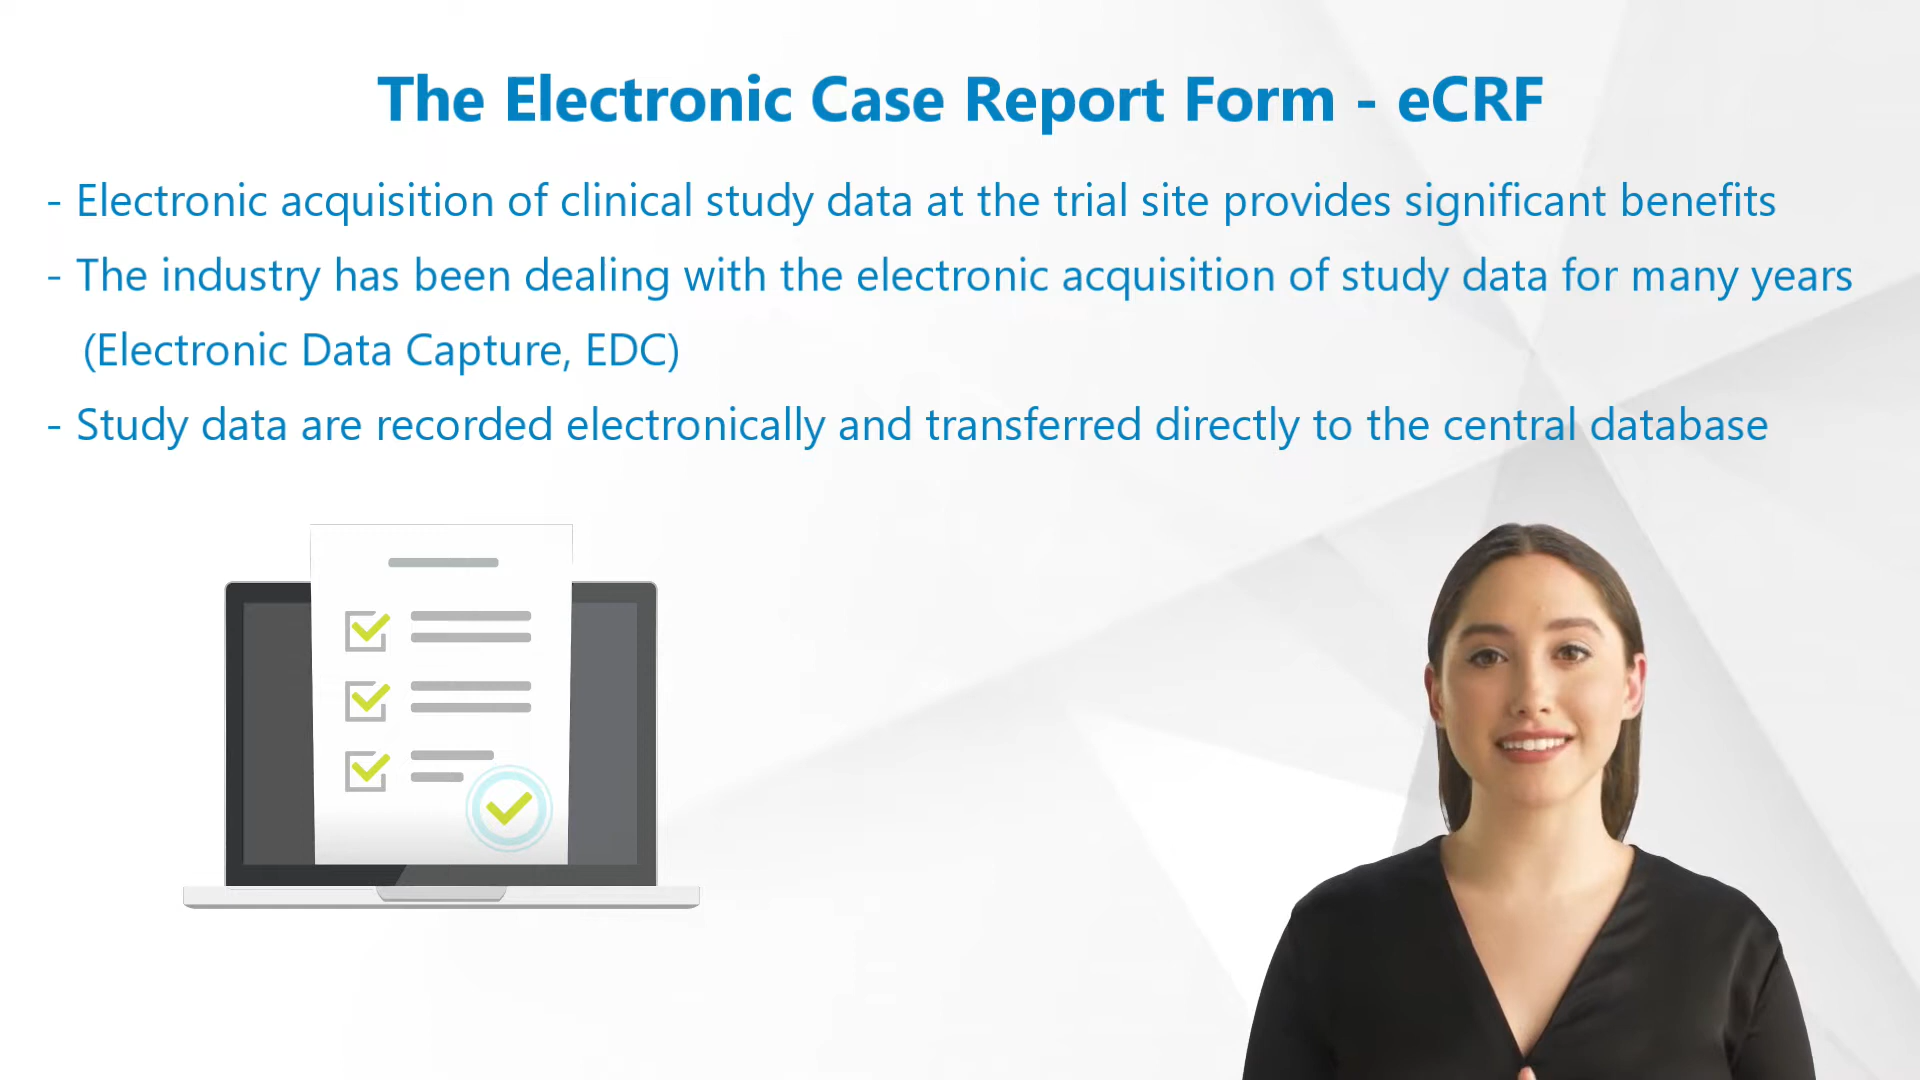 The Electronic Case Report Form - eCRF
- Electronic acquisition of clinical study data at the trial site provides significant benefits
- The industry has been dealing with the electronic acquisition of study data for many years
(Electronic Data Capture, EDC)
- Study data are recorded electronically and transferred directly to the central database